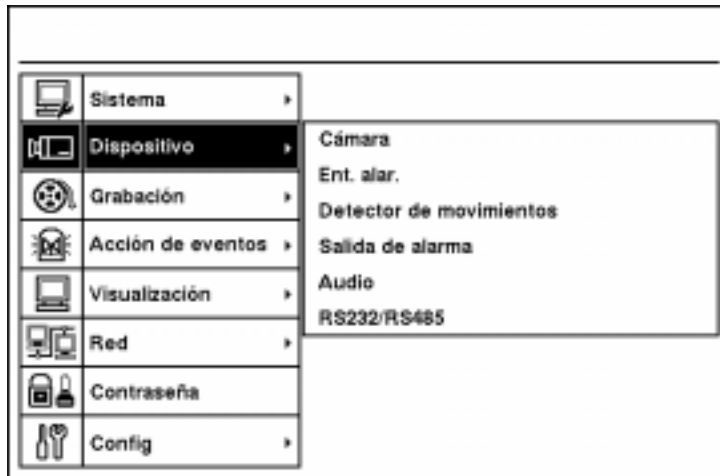 Sistema
Dispositivo
Grabación
Acción de eventos
Visualización
Red
Contraseña
Config
Cámara
Ent. alar.
Detector de movimientos
Salida de alarma
Audio
RS232/RS485